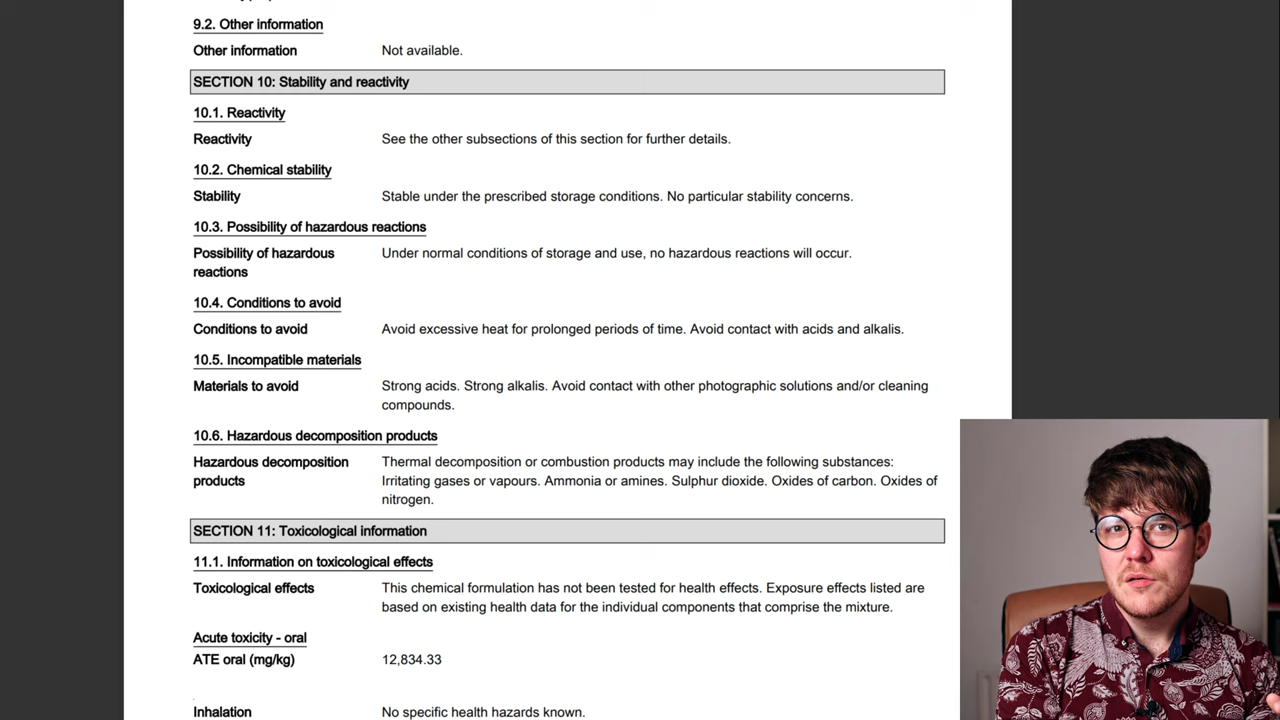 9.2. Other information
Other information Not available.
SECTION 10: Stability and reactivity
10.1. Reactivity
Reactivity See the other subsections of this section for further details.
10.2. Chemical stability
Stability Stable under the prescribed storage conditions. No particular stability concerns.
10.3. Possibility of hazardous reactions
Possibility of hazardous Under normal conditions of storage and use, no hazardous reactions will occur.
reactions
10.4. Conditions to avoid
Conditions to avoid Avoid excessive heat for prolonged periods of time. Avoid contact with acids and alkalis.
10.5. Incompatible materials
Materials to avoid Strong acids. Strong alkalis. Avoid contact with other photographic solutions and/or cleaning
compounds.
10.6. Hazardous decomposition products
Hazardous decomposition Thermal decomposition or combustion products may include the following substances:
products Irritating gases or vapours. Ammonia or amines. Sulphur dioxide. Oxides of carbon. Oxides of
nitrogen.
SECTION 11: Toxicological information
11.1. Information on toxicological effects
Toxicological effects This chemical formulation has not been tested for health effects. Exposure effects listed are
based on existing health data for the individual components that comprise the mixture.
Acute toxicity - oral
ATE oral (mg/kg) 12,834.33
Inhalation No specific health hazards known.